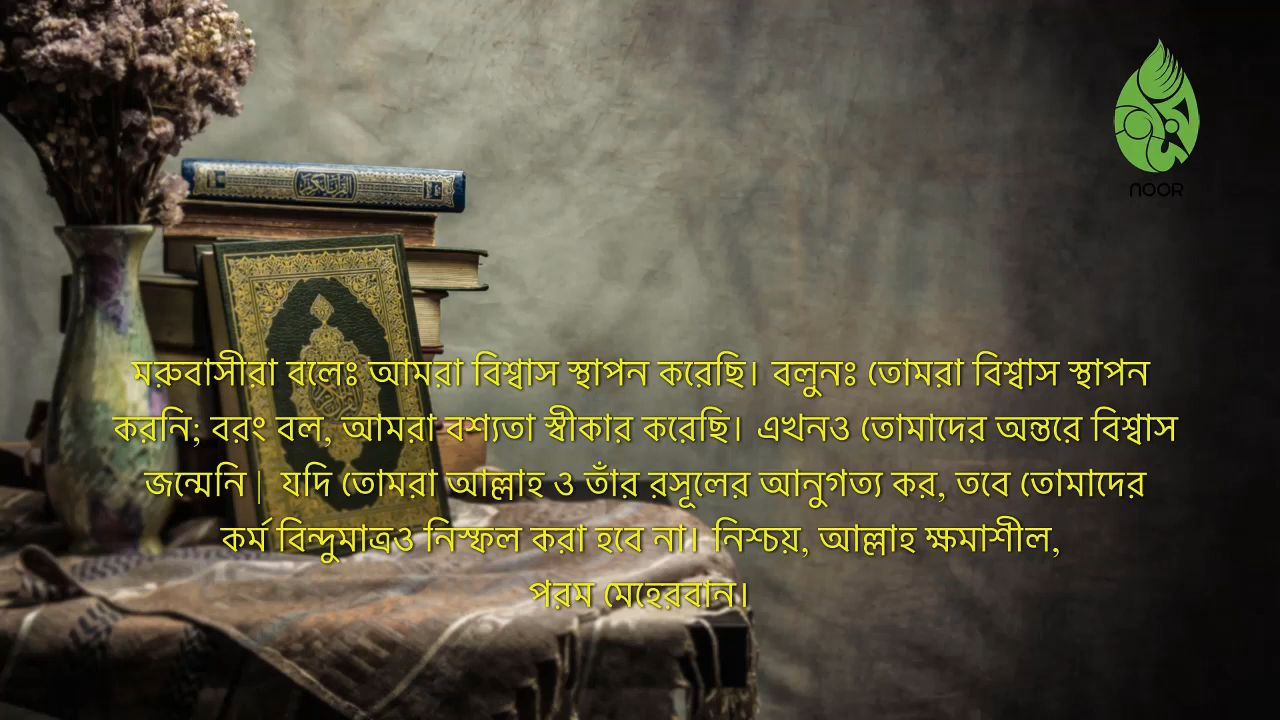 NOOR
মরুবাসীরা বলেঃ আমরা বিশ্বাস স্থাপন করেছি। বলুনঃ তোমরা বিশ্বাস স্থাপন
করনি; বরং বল, আমরা বশ্যতা স্বীকার করেছি। এখনও তোমাদের অন্তরে বিশ্বাস
জন্মেনি| যদি তোমরা আল্লাহ ও তাঁর রসূলের আনুগত্য কর, তবে তোমাদের
কর্ম বিন্দুমাত্রও নিস্ফল করা হবে না। নিশ্চয়, আল্লাহ ক্ষমাশীল,
পরম মেহেরবান।